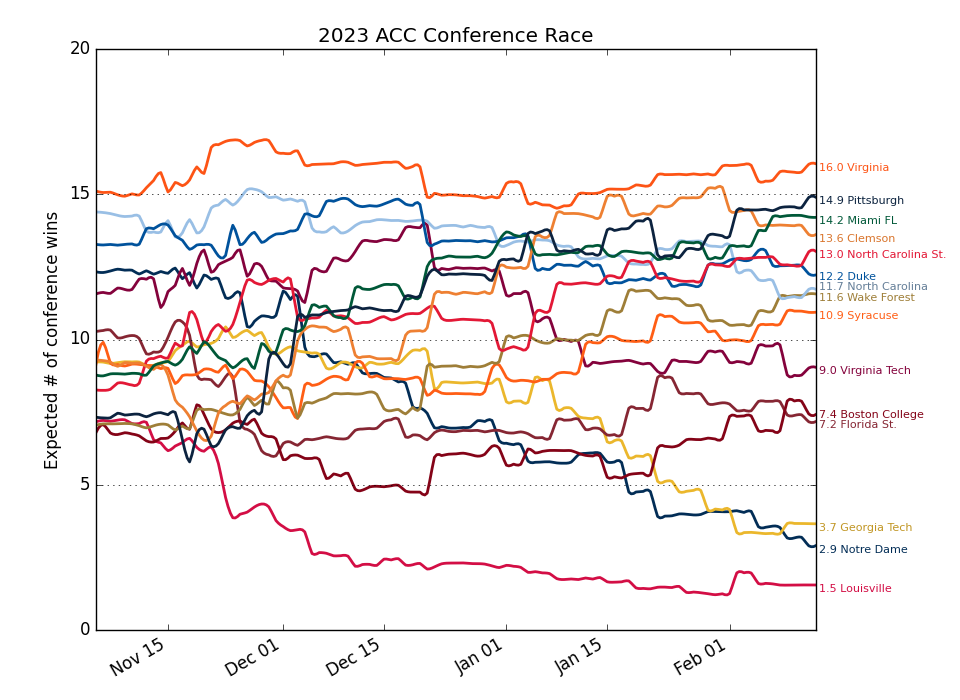 2023 ACC Conference Race
Expected # of conference wins
20
15
10
5
0
Nov 15
Dec 01
Dec 15
Jan 01
Jan 15
Feb 01
16.0 Virginia
14.9 Pittsburgh
14.2 Miami FL
13.6 Clemson
13.0 North Carolina St.
12.2 Duke
11.7 North Carolina
11.6 Wake Forest
10.9 Syracuse
9.0 Virginia Tech
7.4 Boston College
7.2 Florida St.
3.7 Georgia Tech
2.9 Notre Dame
1.5 Louisville